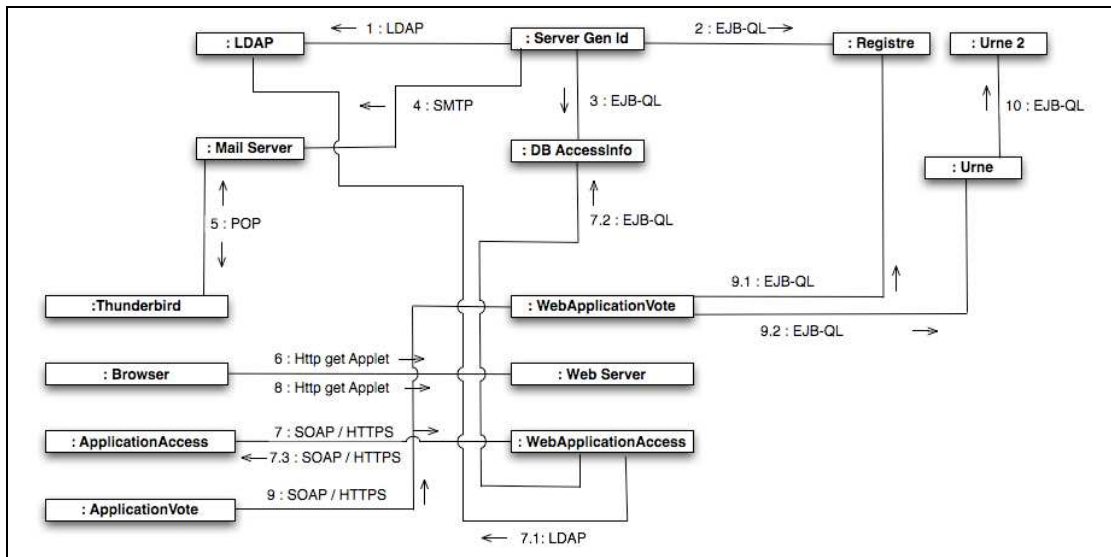 1 : LDAP
2 : EJB-QL
: LDAP
: Server Gen Id
: Registre
: Urne 2
4 : SMTP
3 : EJB-QL
10 : EJB-QL
: Mail Server
: DB AccessInfo
: Urne
5 : POP
7.2 : EJB-QL
9.1 : EJB-QL
:Thunderbird
: WebApplicationVote
9.2 : EJB-QL
6 : Http get Applet
: Browser
: Web Server
8 : Http get Applet
7 : SOAP / HTTPS
: ApplicationAccess
: WebApplicationAccess
7.3 : SOAP / HTTPS
9 : SOAP / HTTPS
: ApplicationVote
7.1: LDAP